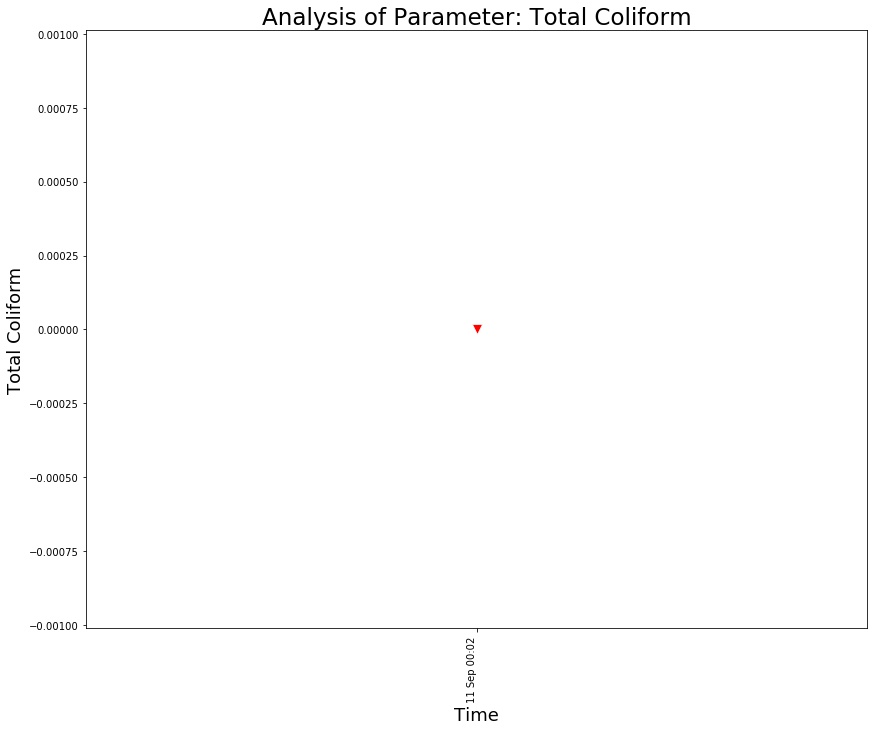 Analysis of Parameter: Total Coliform
0.00100
0.00075
0.00050
0.00025
0.00000
−0.00025
−0.00050
−0.00075
−0.00100
Total Coliform
11 Sep 00:02
Time